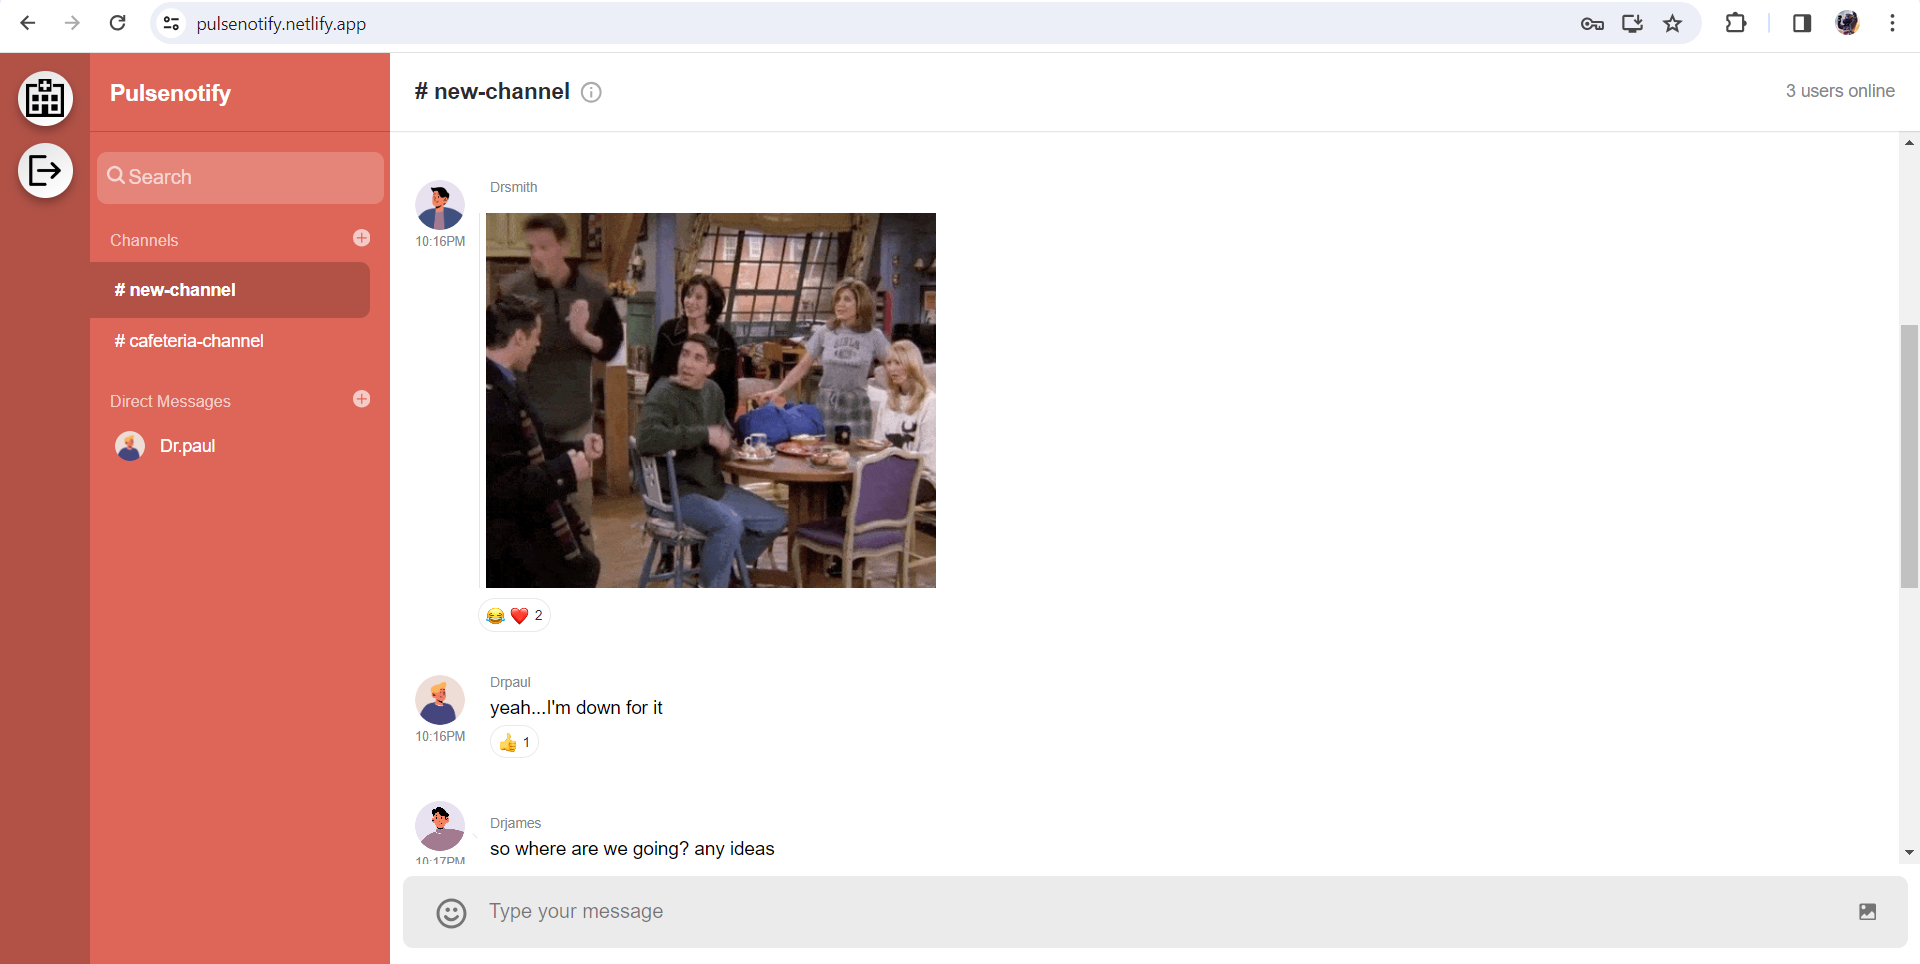 pulsenotify.netlify.app
Pulsenotify
Search
Channels
# new-channel
# cafeteria-channel
Direct Messages
Dr.paul
# new-channel
3 users online
Drsmith
10:16PM
GIRLS
😂 ❤️ 2
Drpaul
yeah...I'm down for it
10:16PM
👍 1
Drjames
so where are we going? any ideas
10:17PM
Type your message